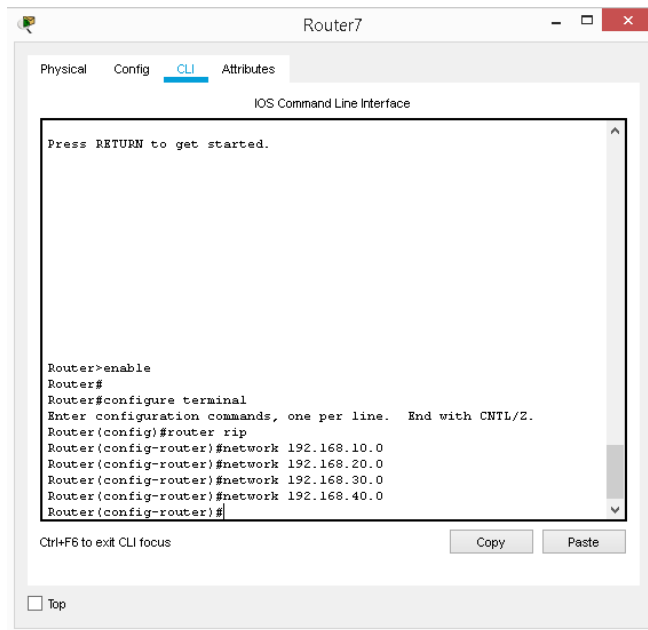 Router7
Physical Config CLI Attributes
IOS Command Line Interface
Press RETURN to get started.
Router>enable
Router#
Router#configure terminal
Enter configuration commands, one per line.  End with CNTL/Z.
Router(config)#router rip
Router(config-router)#network 192.168.10.0
Router(config-router)#network 192.168.20.0
Router(config-router)#network 192.168.30.0
Router(config-router)#network 192.168.40.0
Router(config-router)#
Ctrl+F6 to exit CLI focus
Copy Paste
Top